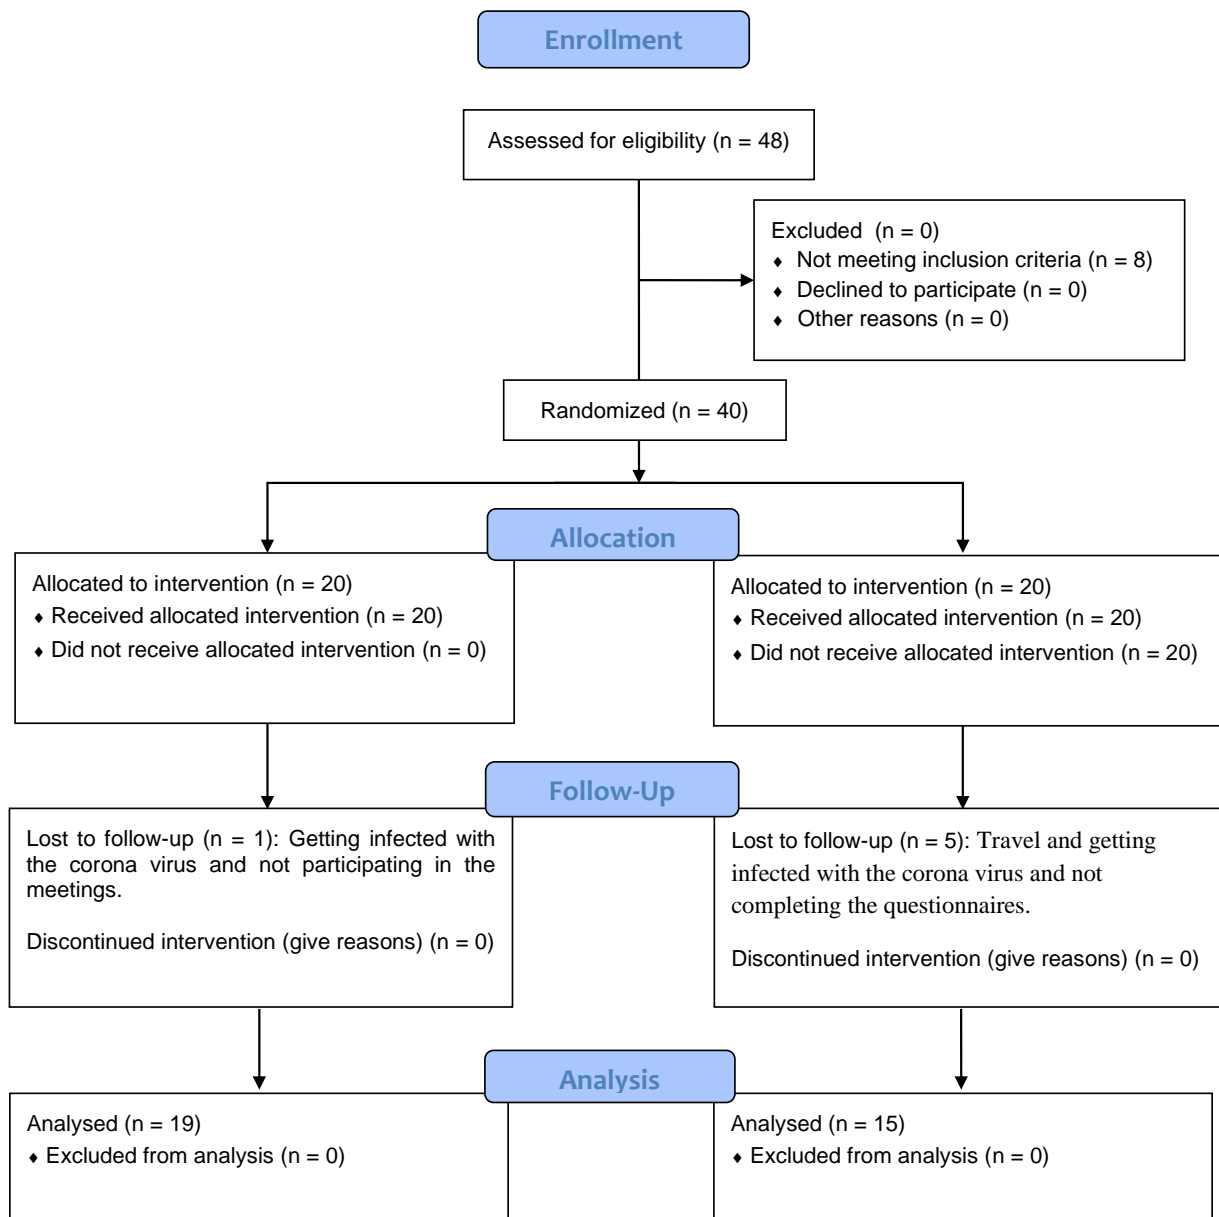 Enrollment
Assessed for eligibility (n = 48)
Excluded (n = 0)
♦ Not meeting inclusion criteria (n = 8)
♦ Declined to participate (n = 0)
♦ Other reasons (n = 0)
Randomized (n = 40)
Allocation
Allocated to intervention (n = 20)
♦ Received allocated intervention (n = 20)
♦ Did not receive allocated intervention (n = 0)
Allocated to intervention (n = 20)
♦ Received allocated intervention (n = 20)
♦ Did not receive allocated intervention (n = 20)
Follow-Up
Lost to follow-up (n = 1): Getting infected with
the corona virus and not participating in the
meetings.
Discontinued intervention (give reasons) (n = 0)
Lost to follow-up (n = 5): Travel and getting
infected with the corona virus and not
completing the questionnaires.
Discontinued intervention (give reasons) (n = 0)
Analysis
Analysed (n = 19)
♦ Excluded from analysis (n = 0)
Analysed (n = 15)
♦ Excluded from analysis (n = 0)